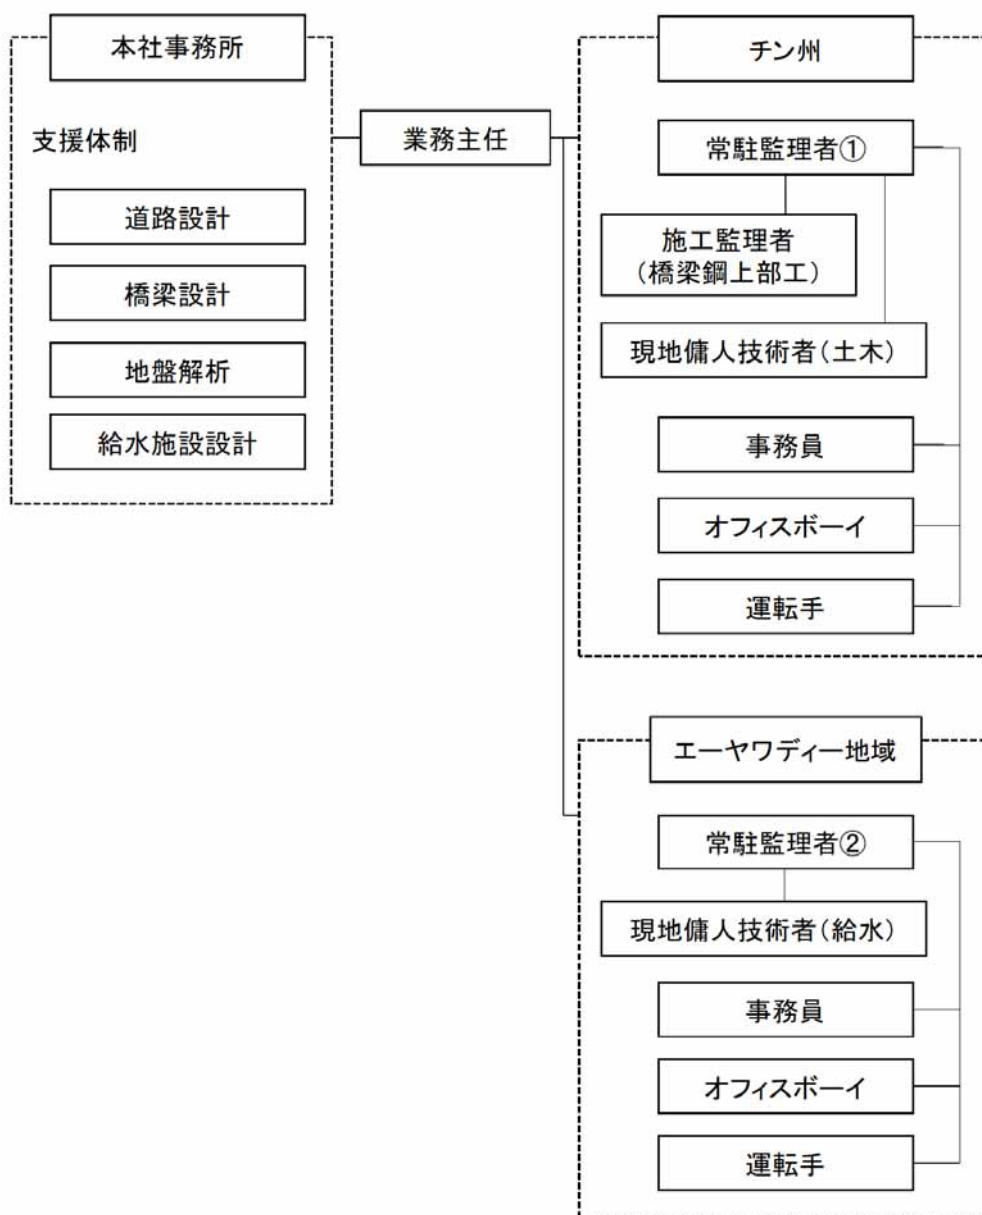 本社事務所
支援体制
道路設計
橋梁設計
地盤解析
給水施設設計
業務主任
チン州
常駐監理者①
施工監理者
(橋梁鋼上部工)
現地傭人技術者(土木)
事務員
オフィスボーイ
運転手
エーヤワディー地域
常駐監理者②
現地傭人技術者(給水)
事務員
オフィスボーイ
運転手